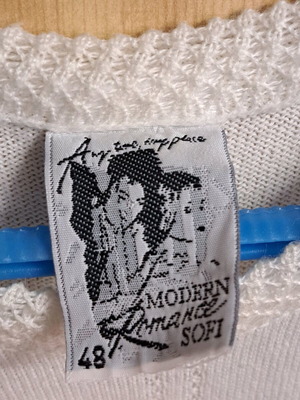 Any time, any place
MODERN
Romance
SOFI
48